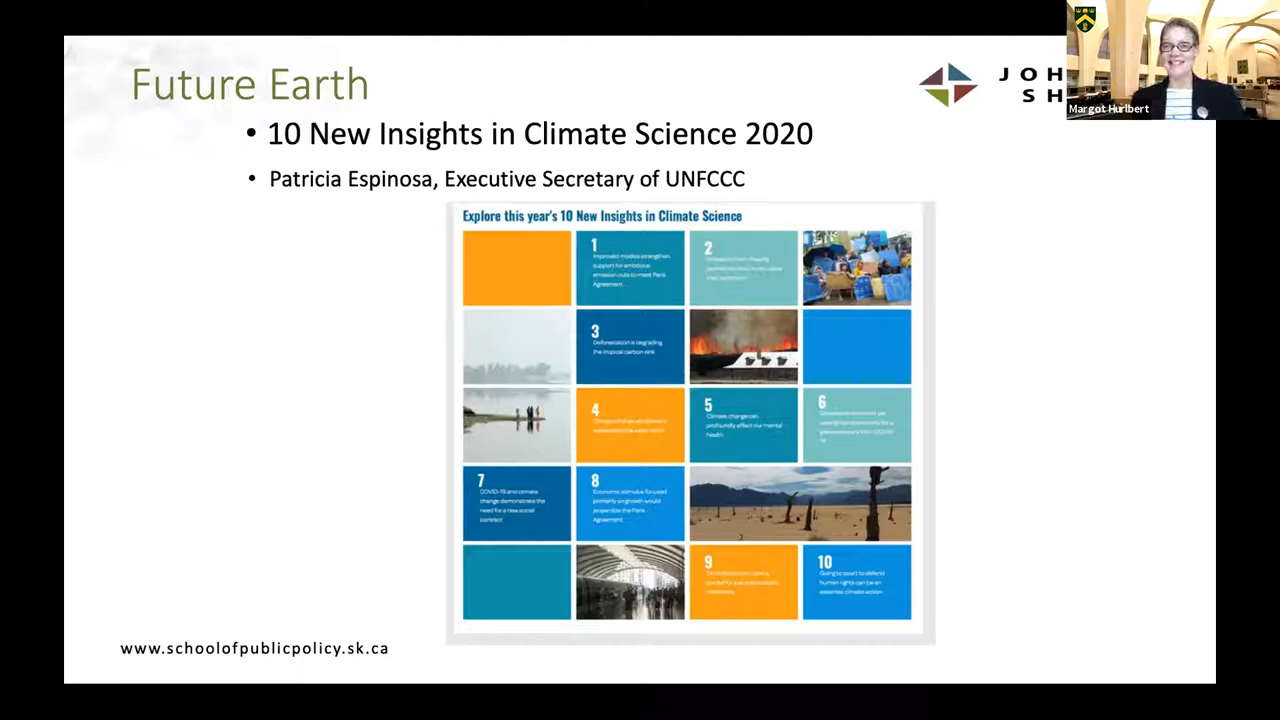 Future Earth
JOH
SH
Margot Hurlbert
• 10 New Insights in Climate Science 2020
• Patricia Espinosa, Executive Secretary of UNFCCC
Explore this year's 10 New Insights in Climate Science
1
Improved models strengthen
support for ambitious
emission cuts to meet Paris
Agreement
2
3
Deforestation is degrading
the tropical carbon sink
4
5
Climate change can
profoundly affect our mental
health
6
7
COVID-19 and climate
change demonstrate the
need for a new social
contract
8
Economic stimulus focused
primarily on growth would
jeopardize the Paris
Agreement
9
10
Going to court to defend
human rights can be an
essential climate action
www.schoolofpublicpolicy.sk.ca